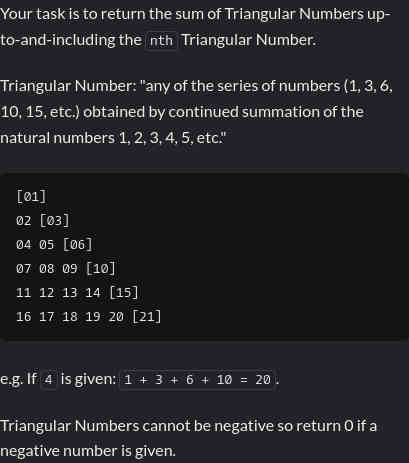 Your task is to return the sum of Triangular Numbers up-
to-and-including the nth Triangular Number.
Triangular Number: "any of the series of numbers (1, 3, 6,
10, 15, etc.) obtained by continued summation of the
natural numbers 1, 2, 3, 4, 5, etc."
[01]
02 [03]
04 05 [06]
07 08 09 [10]
11 12 13 14 [15]
16 17 18 19 20 [21]
e.g. If 4 is given: 1 + 3 + 6 + 10 = 20.
Triangular Numbers cannot be negative so return 0 if a
negative number is given.